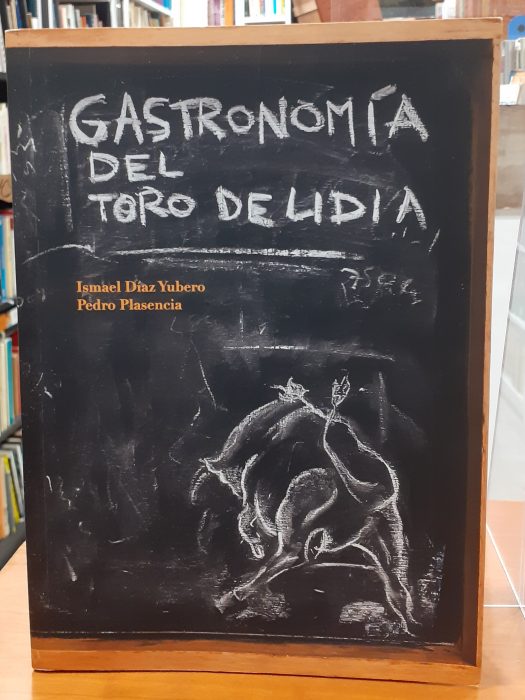 GASTRONOMÍA
DEL
TORO DE LIDIA
Ismael Díaz Yubero
Pedro Plasencia